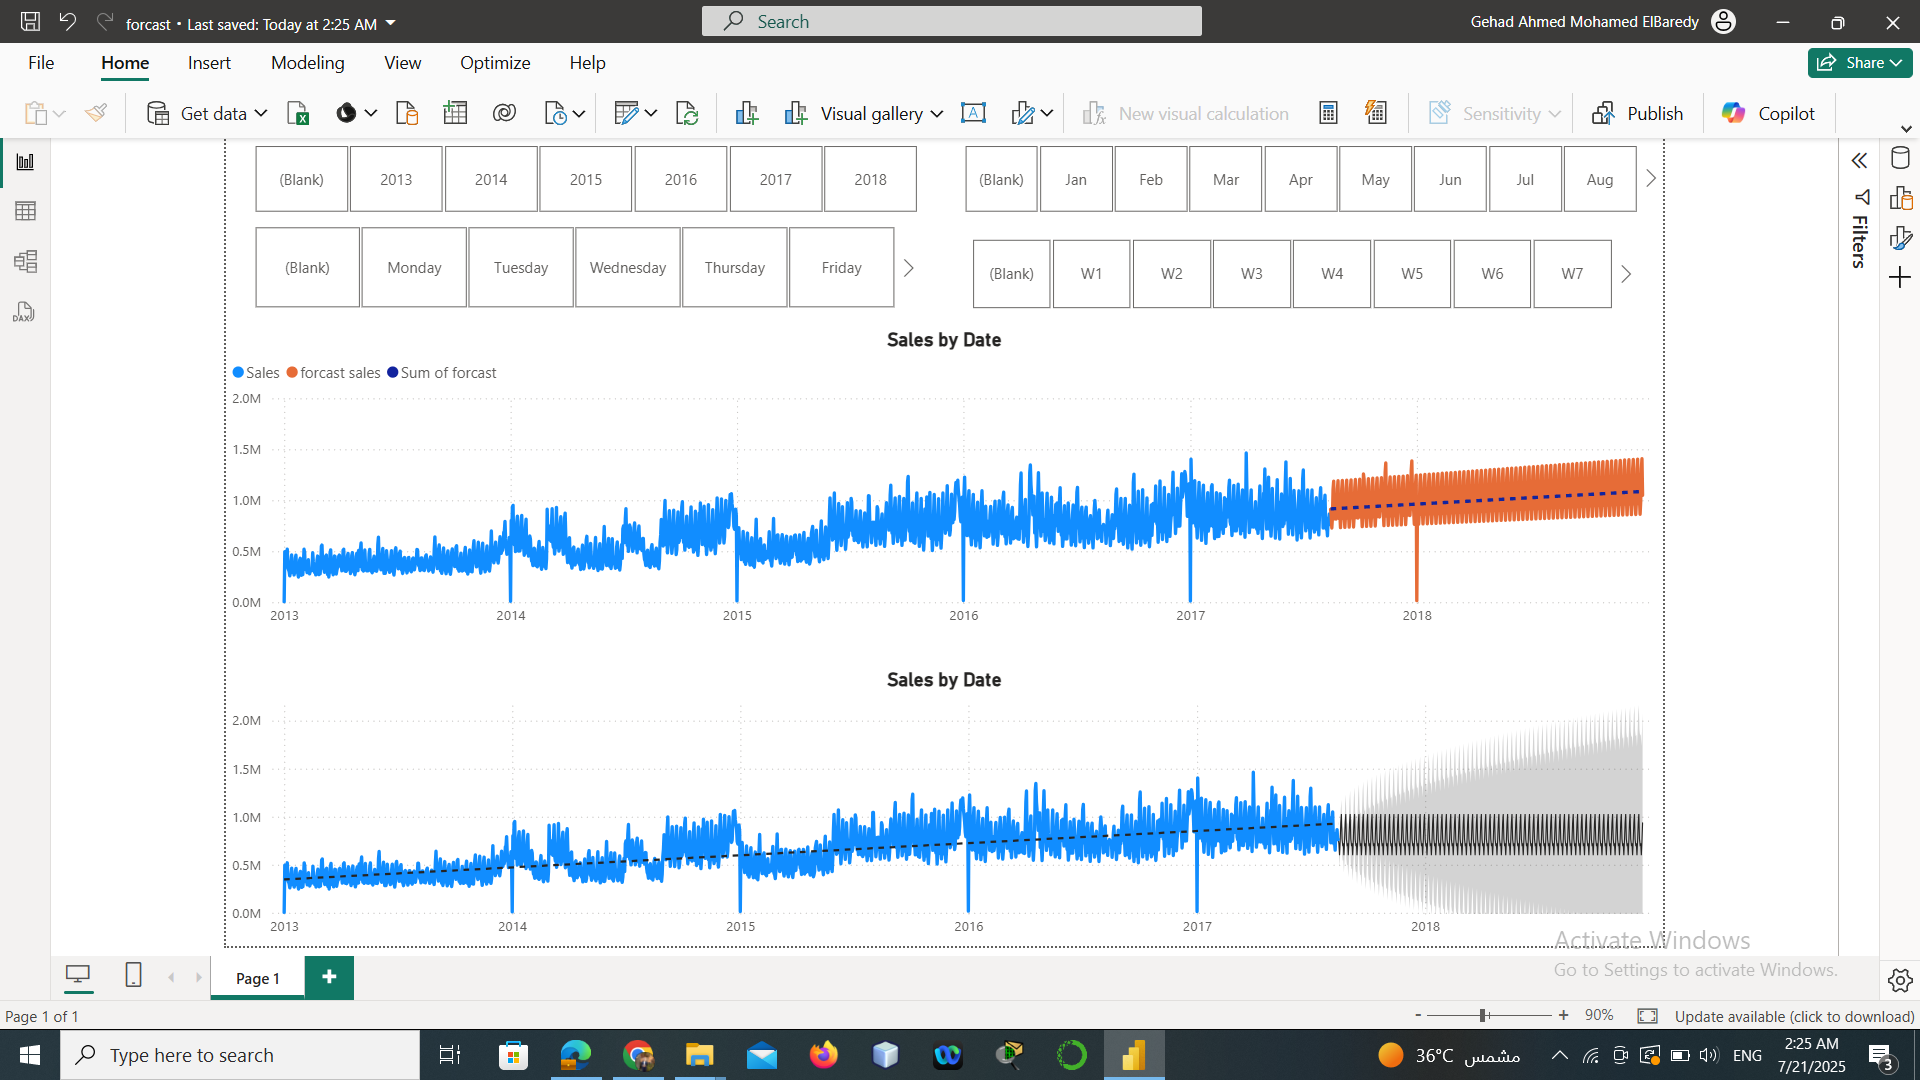 forcast • Last saved: Today at 2:25 AM
Search
Gehad Ahmed Mohamed ElBaredy
File Home Insert Modeling View Optimize Help
Share
Get data
Visual gallery
New visual calculation
Sensitivity
Publish
Copilot
(Blank) 2013 2014 2015 2016 2017 2018
(Blank) Jan Feb Mar Apr May Jun Jul Aug
(Blank) Monday Tuesday Wednesday Thursday Friday
(Blank) W1 W2 W3 W4 W5 W6 W7
Filters
DAX
Sales by Date
Sales forcast sales Sum of forcast
2.0M
1.5M
1.0M
0.5M
0.0M
2013 2014 2015 2016 2017 2018
Sales by Date
2.0M
1.5M
1.0M
0.5M
0.0M
2013 2014 2015 2016 2017 2018
Activate Windows
Go to Settings to activate Windows.
Page 1
Page 1 of 1
90%
Update available (click to download)
Type here to search
36°C مشمس
ENG
2:25 AM
7/21/2025
3